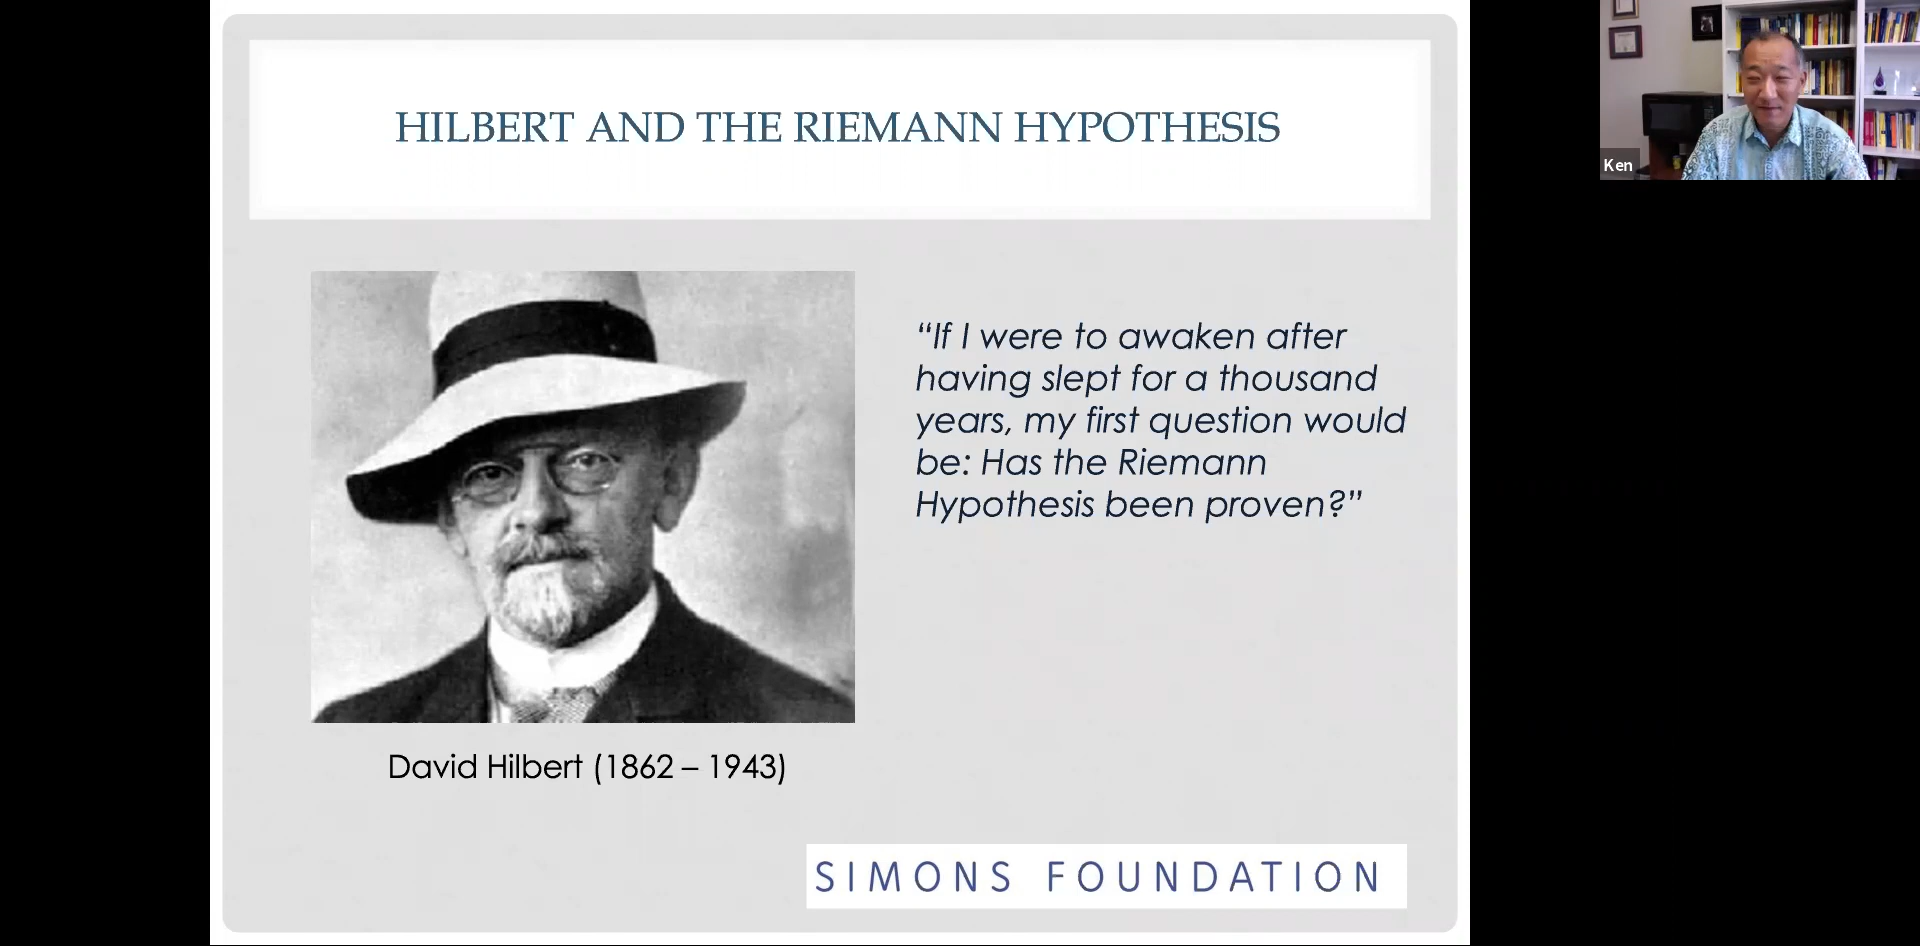 HILBERT AND THE RIEMANN HYPOTHESIS
“If I were to awaken after
having slept for a thousand
years, my first question would
be: Has the Riemann
Hypothesis been proven?”
David Hilbert (1862 – 1943)
SIMONS FOUNDATION
Ken